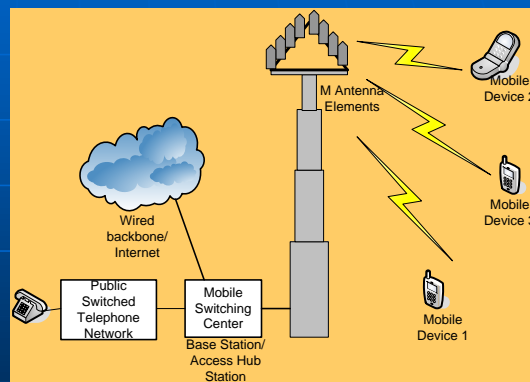 M Antenna
Elements
Mobile
Device 2
Mobile
Device 3
Wired
backbone/
Internet
Public
Switched
Telephone
Network
Mobile
Switching
Center
Base Station/
Access Hub
Station
Mobile
Device 1